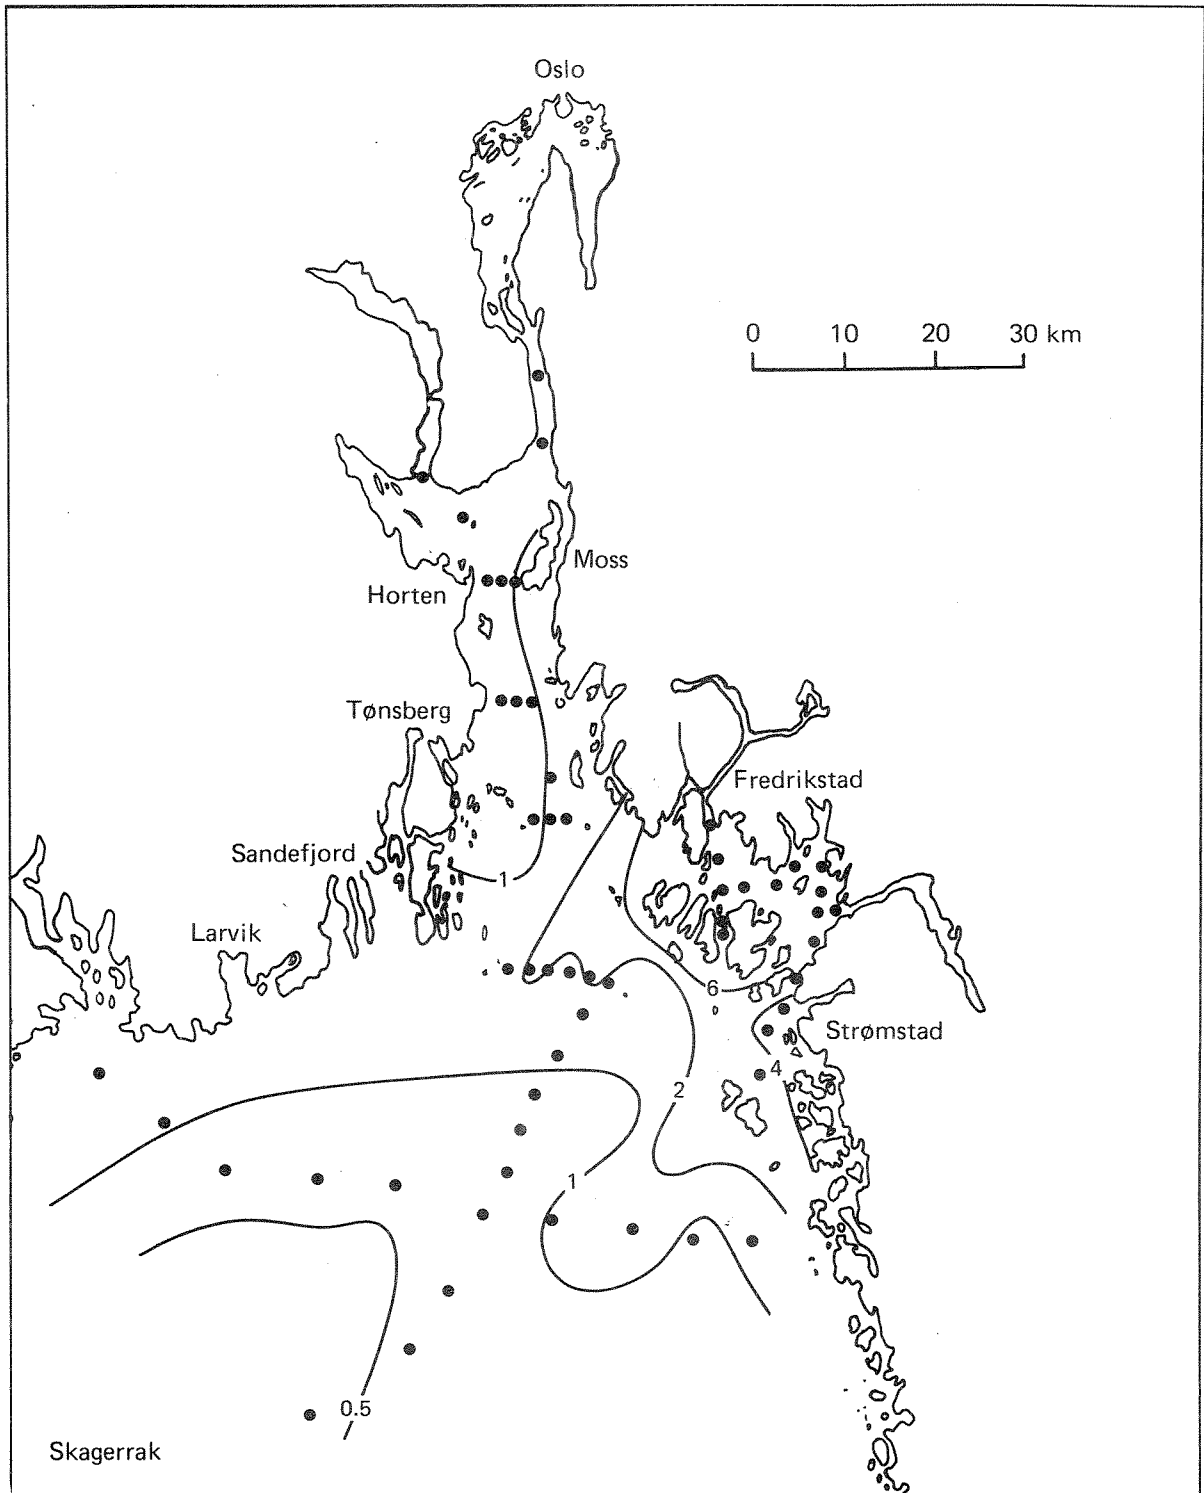 Oslo
0 10 20 30 km
Moss
Horten
Tønsberg
Fredrikstad
Sandefjord
1
Larvik
6
Strømstad
4
2
1
0.5
Skagerrak